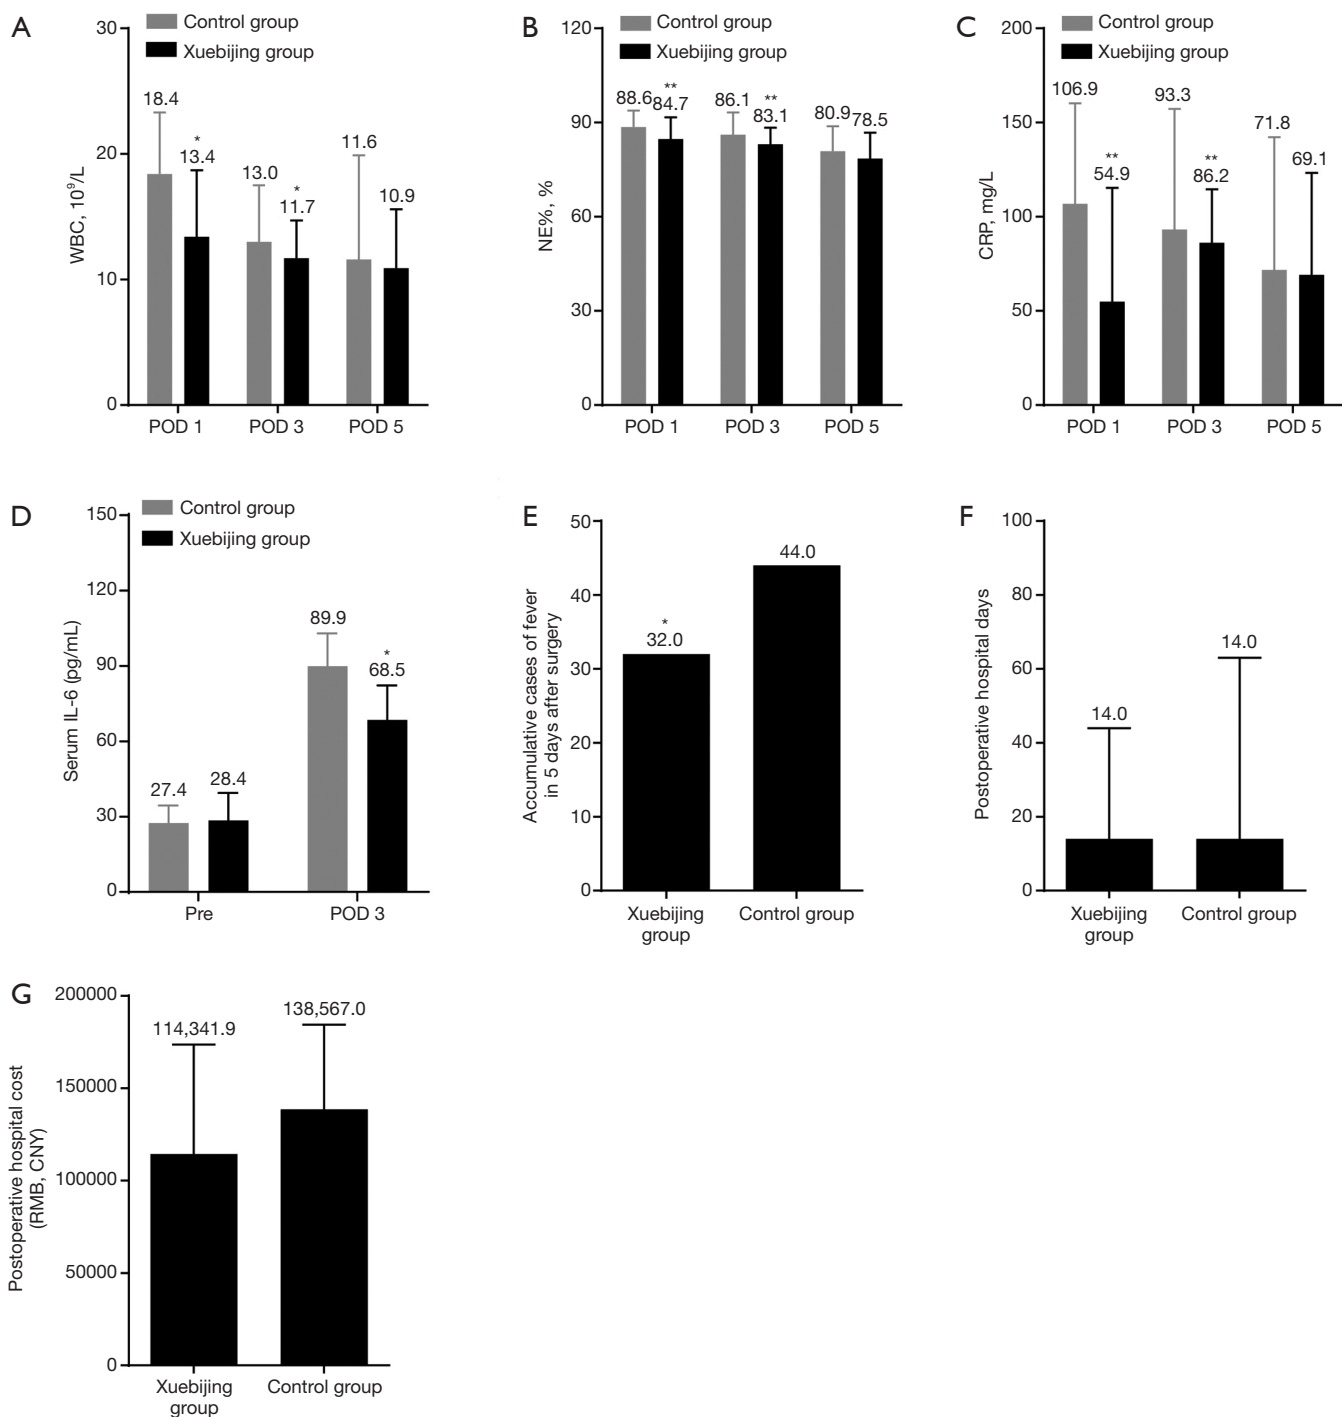 A
Control group
Xuebijing group
WBC, 10⁹/L
30
20
10
0
18.4
*
13.4
13.0
*
11.7
11.6
10.9
POD 1
POD 3
POD 5
B
Control group
Xuebijing group
NE%, %
120
90
60
30
0
88.6
**
84.7
86.1
**
83.1
80.9
78.5
POD 1
POD 3
POD 5
C
Control group
Xuebijing group
CRP, mg/L
200
150
100
50
0
106.9
**
54.9
93.3
**
86.2
71.8
69.1
POD 1
POD 3
POD 5
D
Control group
Xuebijing group
Serum IL-6 (pg/mL)
150
120
90
60
30
0
27.4
28.4
89.9
*
68.5
Pre
POD 3
E
Accumulative cases of fever
in 5 days after surgery
50
40
30
20
10
0
*
32.0
44.0
Xuebijing
group
Control group
F
Postoperative hospital days
100
80
60
40
20
0
14.0
14.0
Xuebijing
group
Control group
G
Postoperative hospital cost
(RMB, CNY)
200000
150000
100000
50000
0
114,341.9
138,567.0
Xuebijing
group
Control group